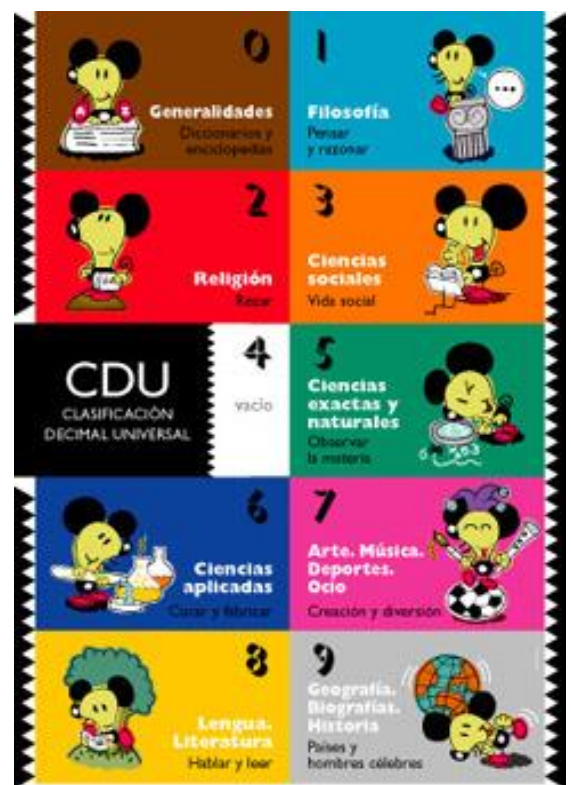 0
Generalidades
Diccionarios y
enciclopedias
1
Filosofía
Pensar
y razonar
2
Religión
Rezar
3
Ciencias
sociales
Vida social
CDU
CLASIFICACIÓN
DECIMAL UNIVERSAL
4
vacío
5
Ciencias
exactas y
naturales
Observar
la materia
6
Ciencias
aplicadas
Curar y fabricar
7
Arte. Música.
Deportes.
Ocio
Creación y diversión
8
Lengua.
Literatura
Hablar y leer
9
Geografía.
Biografías.
Historia
Países y
hombres célebres